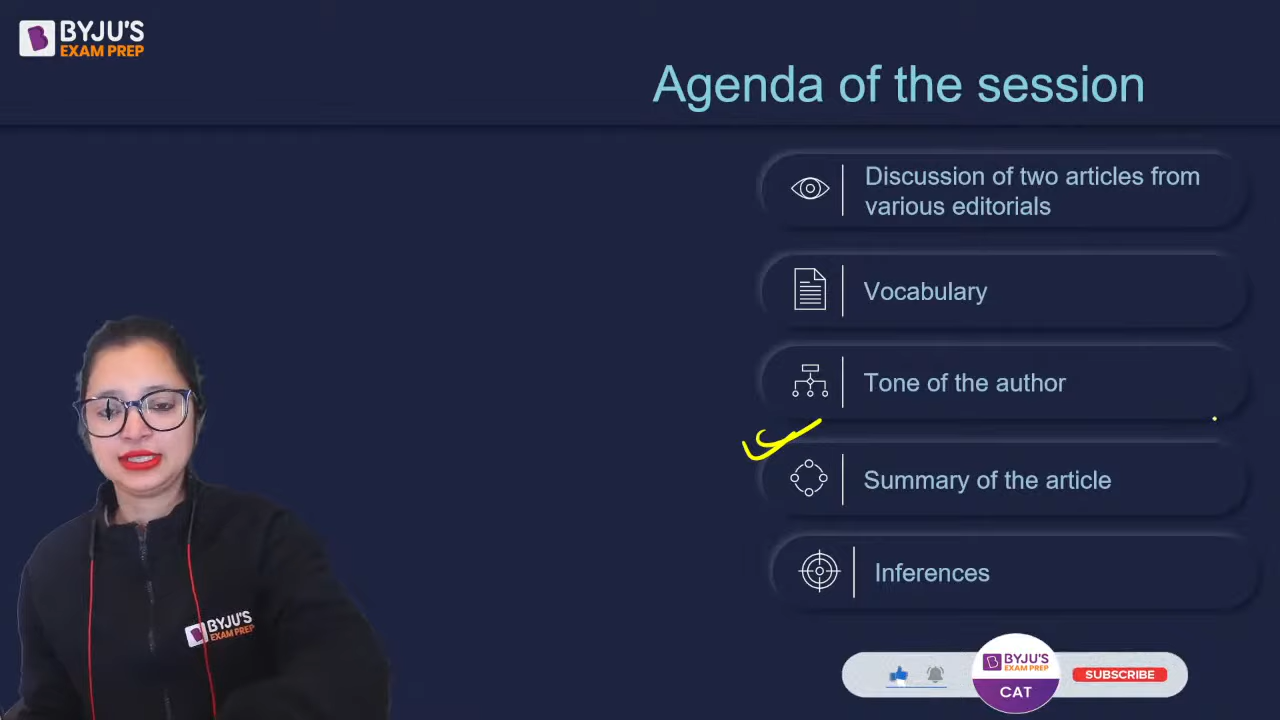 BYJU'S
EXAM PREP
Agenda of the session
Discussion of two articles from
various editorials
Vocabulary
Tone of the author
Summary of the article
Inferences
BYJU'S
EXAM PREP
BYJU'S
EXAM PREP
CAT
SUBSCRIBE